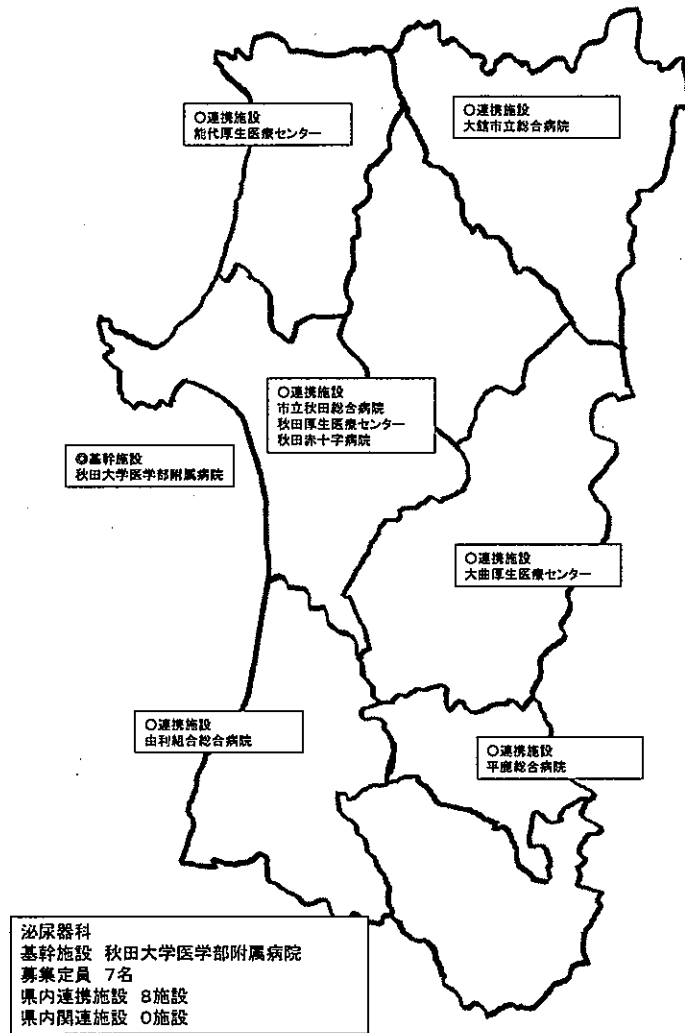 ○連携施設
能代厚生医療センター
○連携施設
大館市立総合病院
○連携施設
市立秋田総合病院
秋田厚生医療センター
秋田赤十字病院
◎基幹施設
秋田大学医学部附属病院
○連携施設
大曲厚生医療センター
○連携施設
由利組合総合病院
○連携施設
平鹿総合病院
泌尿器科
基幹施設 秋田大学医学部附属病院
募集定員 7名
県内連携施設 8施設
県内関連施設 0施設